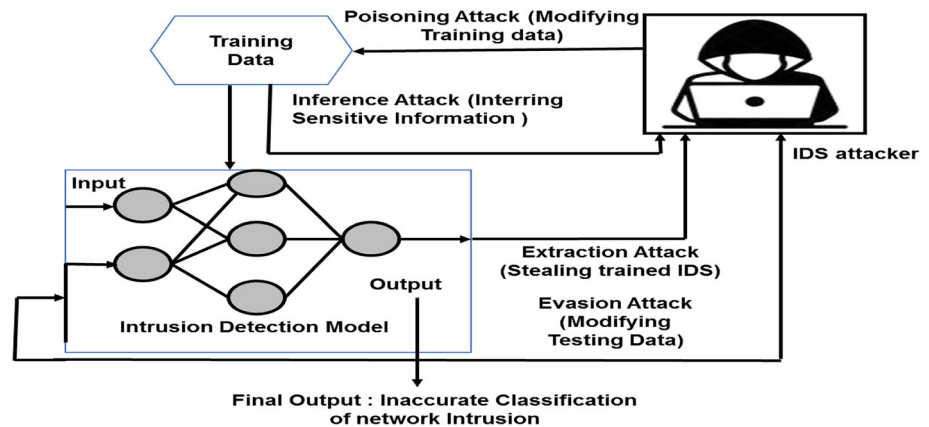 Poisoning Attack (Modifying
Training data)
Training
Data
Inference Attack (Interring
Sensitive Information )
IDS attacker
Input
Extraction Attack
(Stealing trained IDS)
Output
Evasion Attack
(Modifying
Testing Data)
Intrusion Detection Model
Final Output : Inaccurate Classification
of network Intrusion